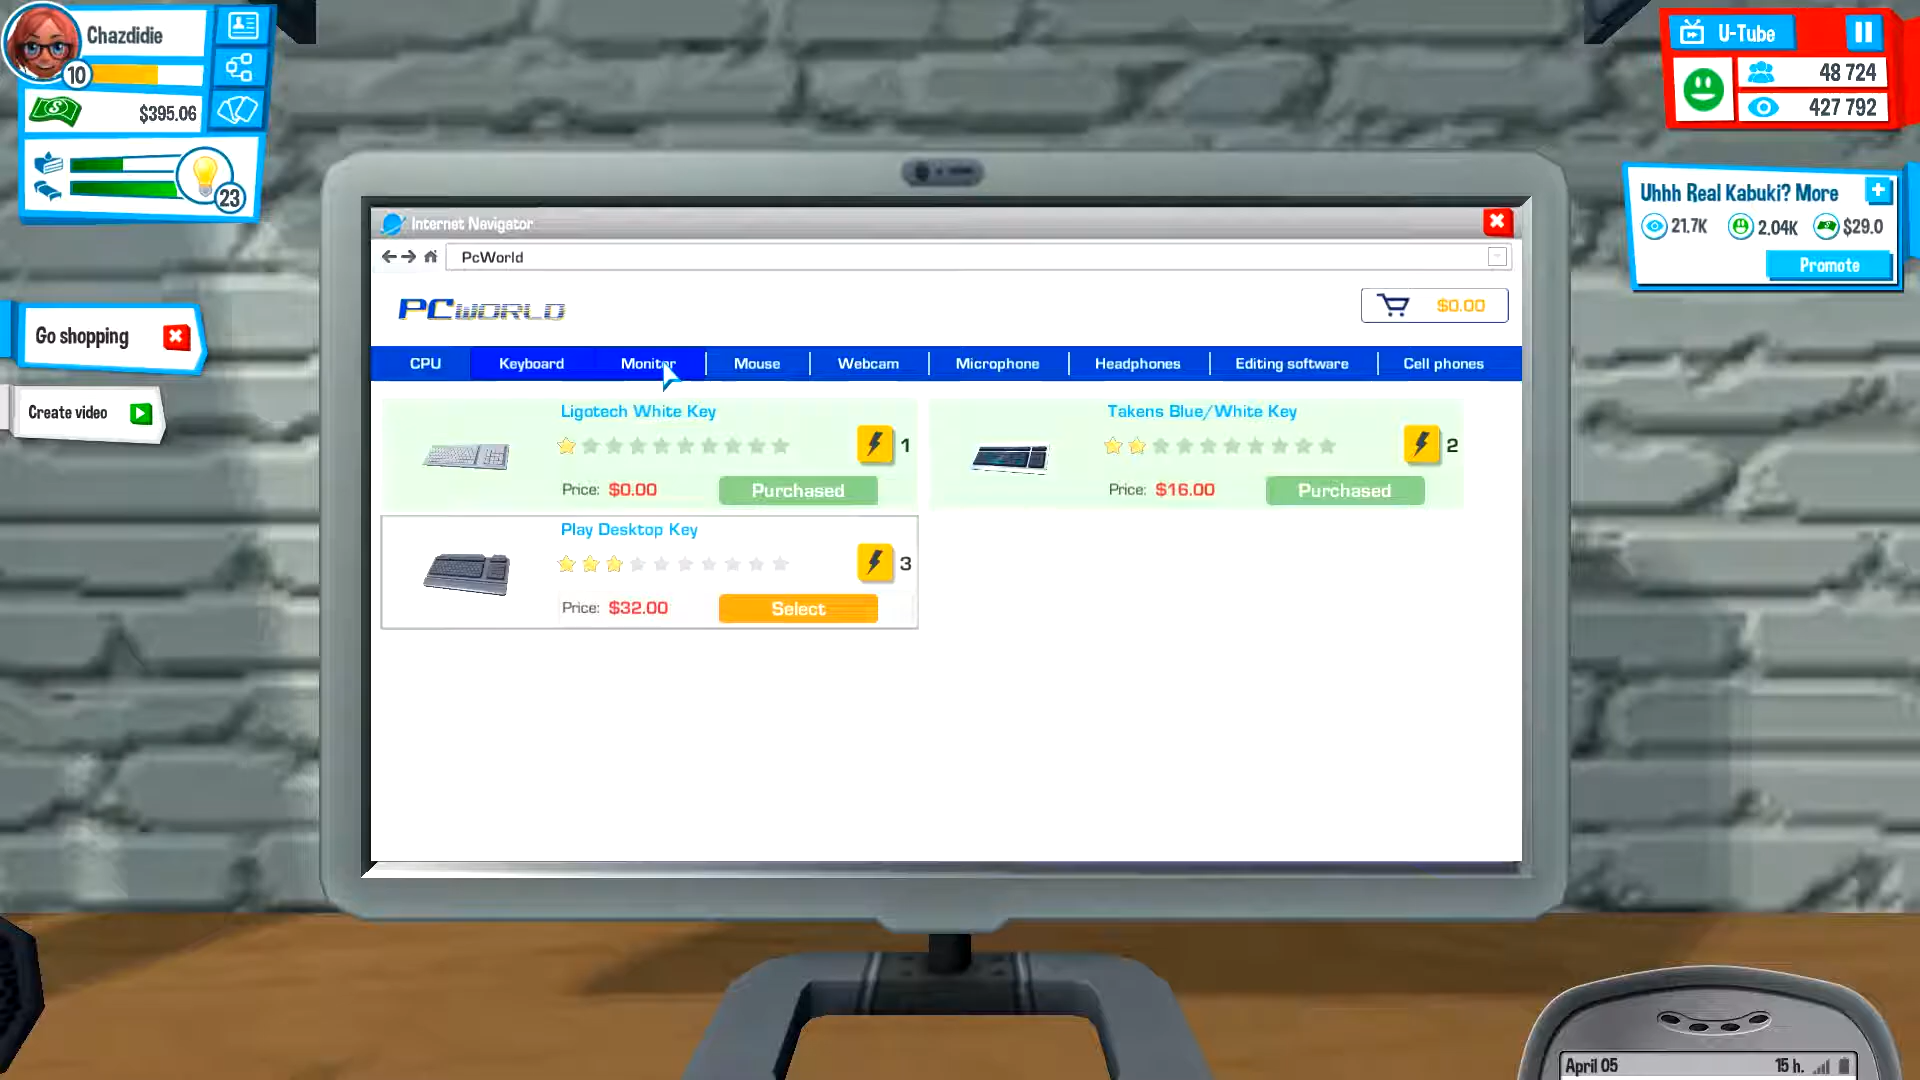 Chazdidie
10
$395.06
23
Go shopping
Create video
U-Tube
48 724
427 792
Uhhh Real Kabuki? More
21.7K 2.04K $29.0
Promote
Internet Navigator
PcWorld
PCWORLD
$0.00
CPU Keyboard Monitor Mouse Webcam Microphone Headphones Editing software Cell phones
Ligotech White Key
1
Price: $0.00 Purchased
Takens Blue/White Key
2
Price: $16.00 Purchased
Play Desktop Key
3
Price: $32.00 Select
April 05 15 h.